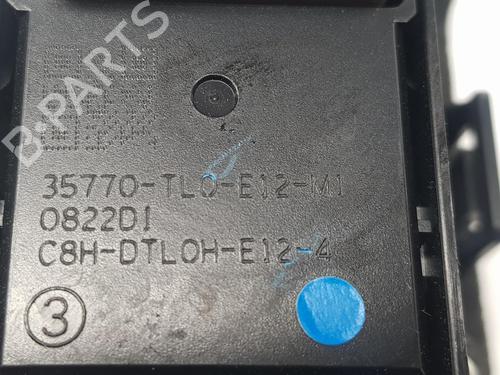 B-PARTS
35770-TL0-E12-M1
0822D1
C8H-DTL0H-E12-4
3